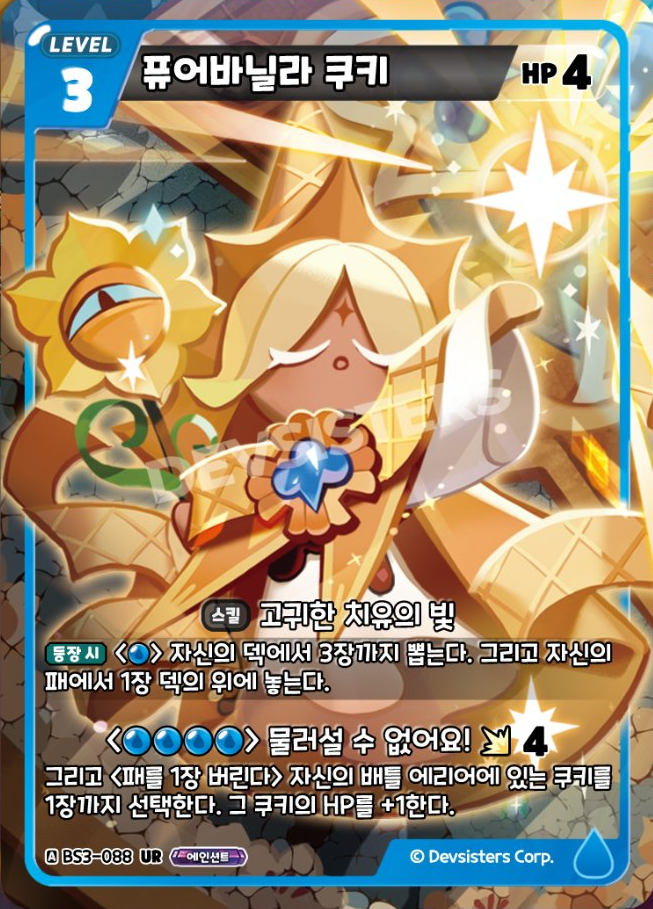 LEVEL
3
퓨어바닐라 쿠키
HP 4
DEVSISTERS
스킬 고귀한 치유의 빛
등장 시 < > 자신의 덱에서 3장까지 뽑는다. 그리고 자신의
패에서 1장 덱의 위에 놓는다.
< > 물러설 수 없어요! 4
그리고 <패를 1장 버린다> 자신의 배틀 에리어에 있는 쿠키를
1장까지 선택한다. 그 쿠키의 HP를 +1한다.
A BS3-088 UR 에인션트
© Devsisters Corp.